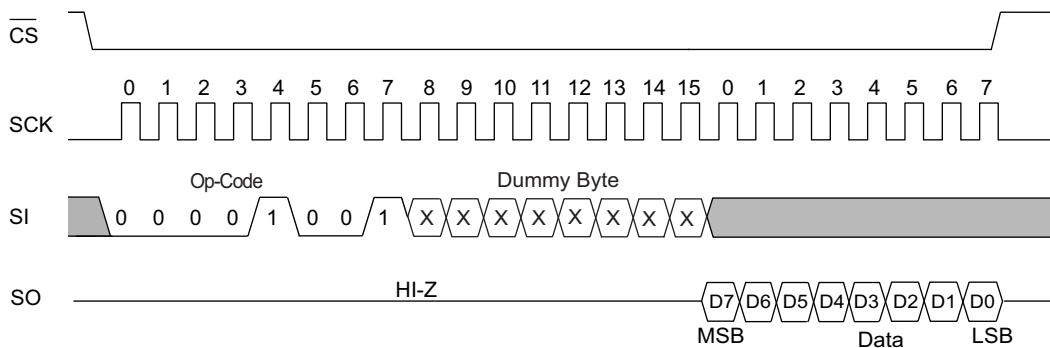 CS
0 1 2 3 4 5 6 7 8 9 10 11 12 13 14 15 0 1 2 3 4 5 6 7
SCK
Op-Code Dummy Byte
SI 0 0 0 0 1 0 0 1 X X X X X X X X
HI-Z
SO D7 D6 D5 D4 D3 D2 D1 D0
MSB Data LSB